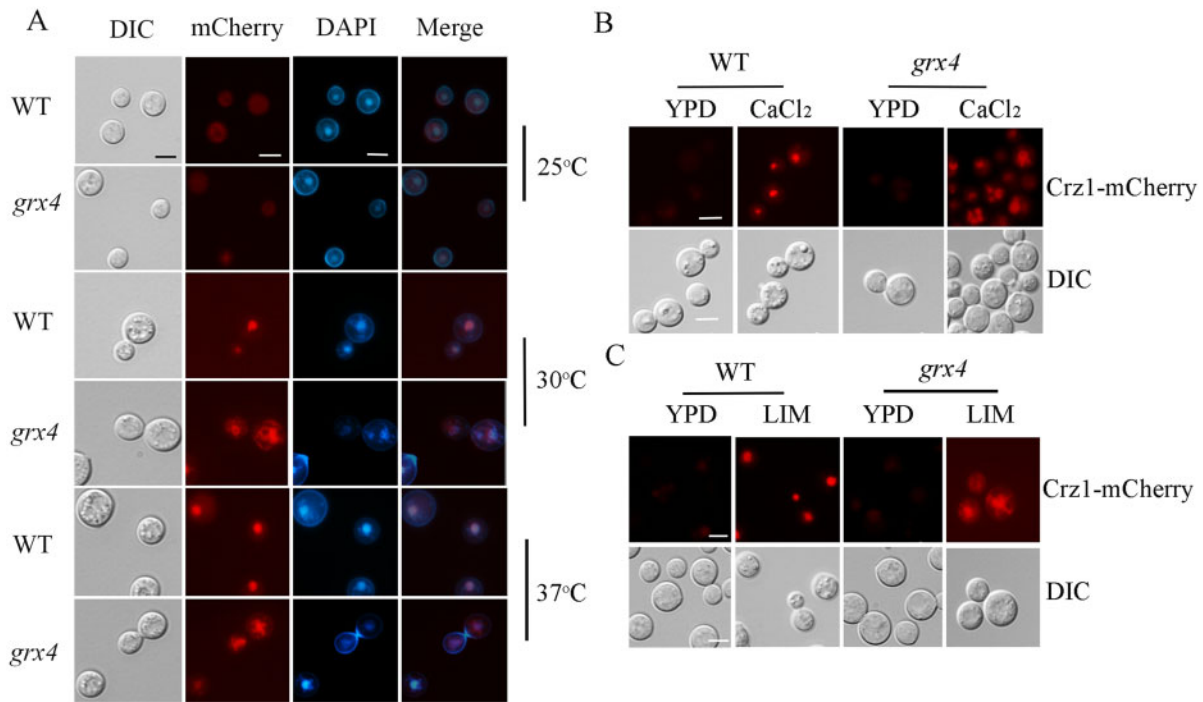 A
DIC mCherry DAPI Merge
WT
25°C
grx4
WT
30°C
grx4
WT
37°C
grx4
B
WT grx4
YPD CaCl₂ YPD CaCl₂
Crz1-mCherry
DIC
C
WT grx4
YPD LIM YPD LIM
Crz1-mCherry
DIC